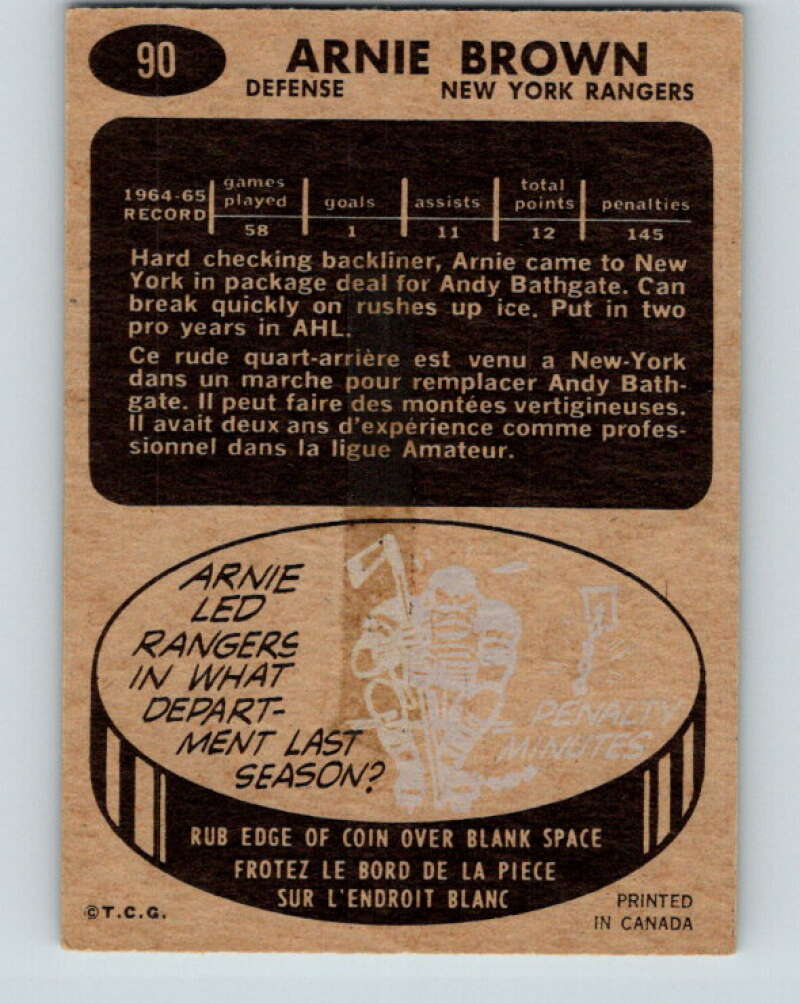 90
ARNIE BROWN
DEFENSE NEW YORK RANGERS
1964-65 RECORD games played goals assists total points penalties
58 1 11 12 145
Hard checking backliner, Arnie came to New
York in package deal for Andy Bathgate. Can
break quickly on rushes up ice. Put in two
pro years in AHL.
Ce rude quart-arrière est venu a New-York
dans un marche pour remplacer Andy Bath-
gate. Il peut faire des montées vertigineuses.
Il avait deux ans d'expérience comme profes-
sionnel dans la ligue Amateur.
ARNIE
LED
RANGERS
IN WHAT
DEPART-
MENT LAST
SEASON?
PENALTY
MINUTES
RUB EDGE OF COIN OVER BLANK SPACE
FROTEZ LE BORD DE LA PIECE
SUR L'ENDROIT BLANC
©T.C.G.
PRINTED
IN CANADA